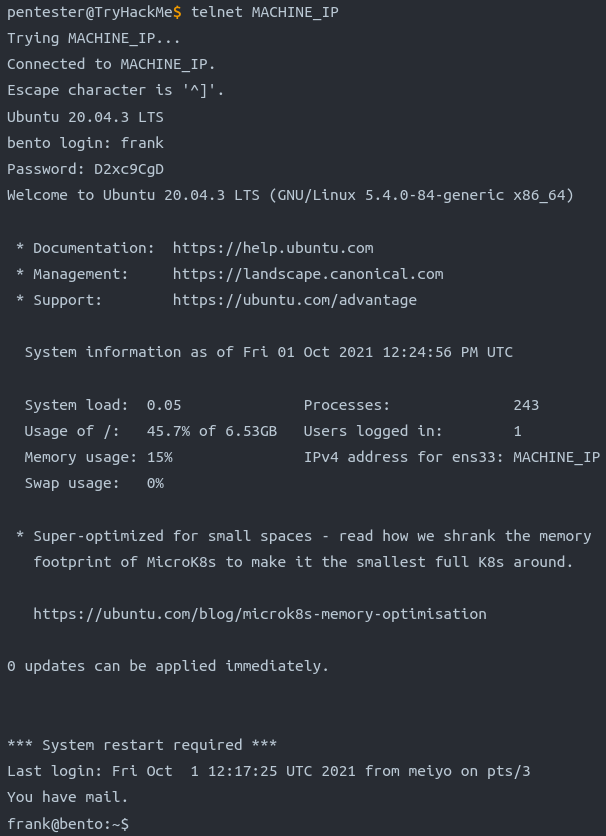 pentester@TryHackMe$ telnet MACHINE_IP
Trying MACHINE_IP...
Connected to MACHINE_IP.
Escape character is '^]'.
Ubuntu 20.04.3 LTS
bento login: frank
Password: D2xc9CgD
Welcome to Ubuntu 20.04.3 LTS (GNU/Linux 5.4.0-84-generic x86_64)

 * Documentation:  https://help.ubuntu.com
 * Management:     https://landscape.canonical.com
 * Support:        https://ubuntu.com/advantage

  System information as of Fri 01 Oct 2021 12:24:56 PM UTC

  System load:  0.05              Processes:              243
  Usage of /:   45.7% of 6.53GB   Users logged in:        1
  Memory usage: 15%               IPv4 address for ens33: MACHINE_IP
  Swap usage:   0%

 * Super-optimized for small spaces - read how we shrank the memory
   footprint of MicroK8s to make it the smallest full K8s around.

   https://ubuntu.com/blog/microk8s-memory-optimisation

0 updates can be applied immediately.


*** System restart required ***
Last login: Fri Oct  1 12:17:25 UTC 2021 from meiyo on pts/3
You have mail.
frank@bento:~$